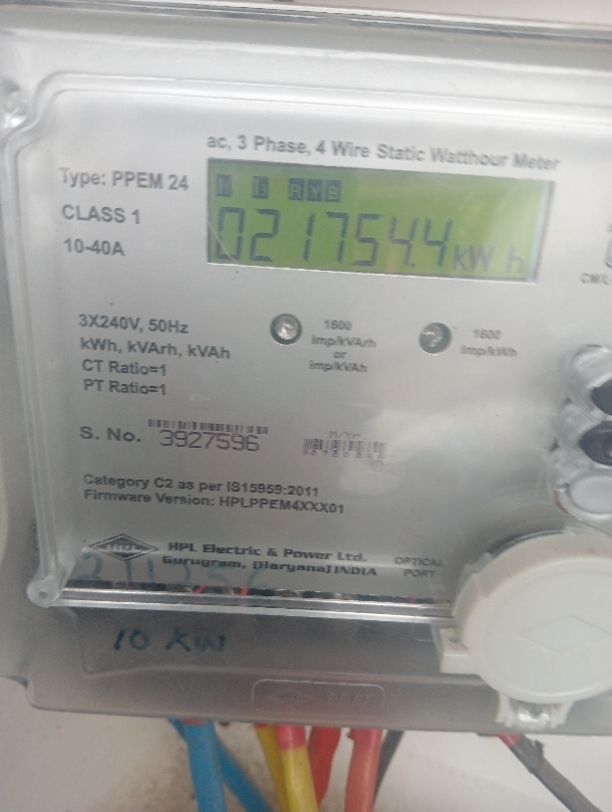 ac, 3 Phase, 4 Wire Static Watthour Meter
Type: PPEM 24
CLASS 1
10-40A
R Y B
021754.4 kW h
3X240V, 50Hz
kWh, kVArh, kVAh
CT Ratio=1
PT Ratio=1
1600
imp/kVArh
or
imp/kVAh
1600
imp/kWh
S. No. 3927596
Category C2 as per IS15959:2011
Firmware Version: HPLPPEM4XXX01
HPL Electric & Power Ltd.
Gurugram, (Haryana) INDIA
OPTICAL
PORT
10 KW